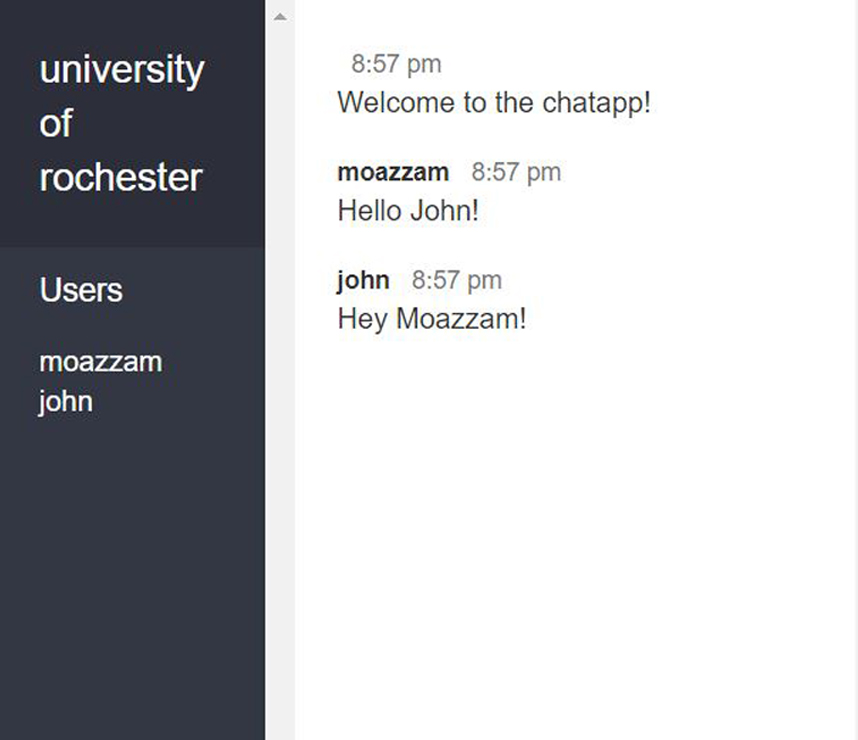 university
of
rochester
Users
moazzam
john
8:57 pm
Welcome to the chatapp!
moazzam 8:57 pm
Hello John!
john 8:57 pm
Hey Moazzam!